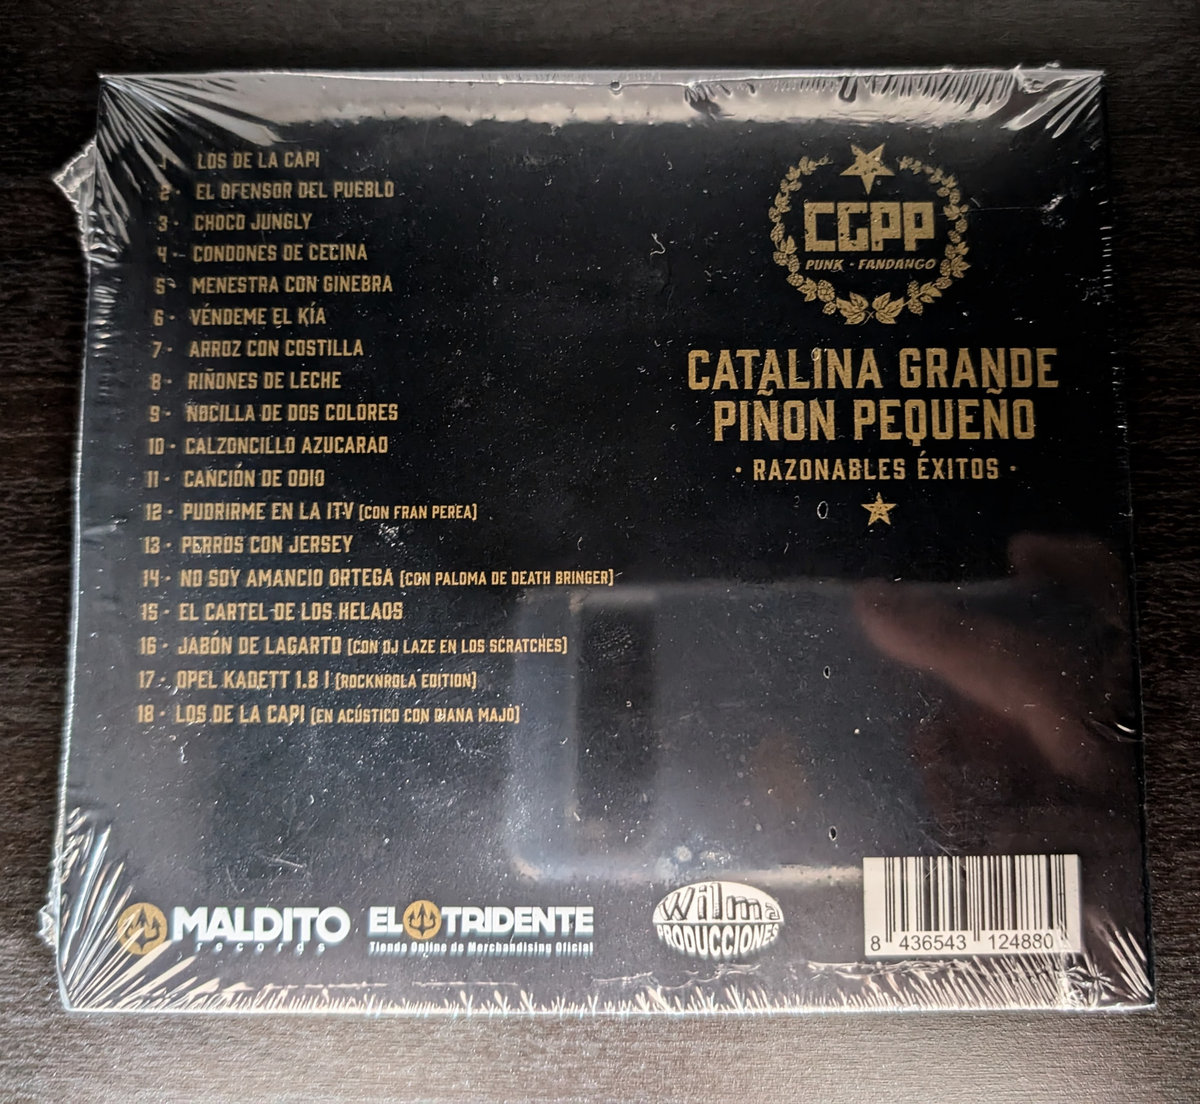 1 - LOS DE LA CAPI
2 - EL OFENSOR DEL PUEBLO
3 - CHOCO JUNGLY
4 - CONDONES DE CECINA
5 - MENESTRA CON GINEBRA
6 - VÉNDEME EL KÍA
7 - ARROZ CON COSTILLA
8 - RIÑONES DE LECHE
9 - NOCILLA DE DOS COLORES
10 - CALZONCILLO AZUCARAO
11 - CANCIÓN DE ODIO
12 - PUDRIRME EN LA ITV (CON FRAN PEREA)
13 - PERROS CON JERSEY
14 - NO SOY AMANCIO ORTEGA (CON PALOMA DE DEATH BRINGER)
15 - EL CARTEL DE LOS HELAOS
16 - JABÓN DE LAGARTO (CON DJ LAZE EN LOS SCRATCHES)
17 - OPEL KADETT 1.8 I (ROCKNROLA EDITION)
18 - LOS DE LA CAPI (EN ACÚSTICO CON DIANA MAJÓ)
CGPP
PUNK - FANDANGO
CATALINA GRANDE
PIÑON PEQUEÑO
· RAZONABLES ÉXITOS ·
MALDITO
records
EL TRIDENTE
Tienda Online de Merchandising Oficial
Wilma
PRODUCCIONES
8 436543 124880